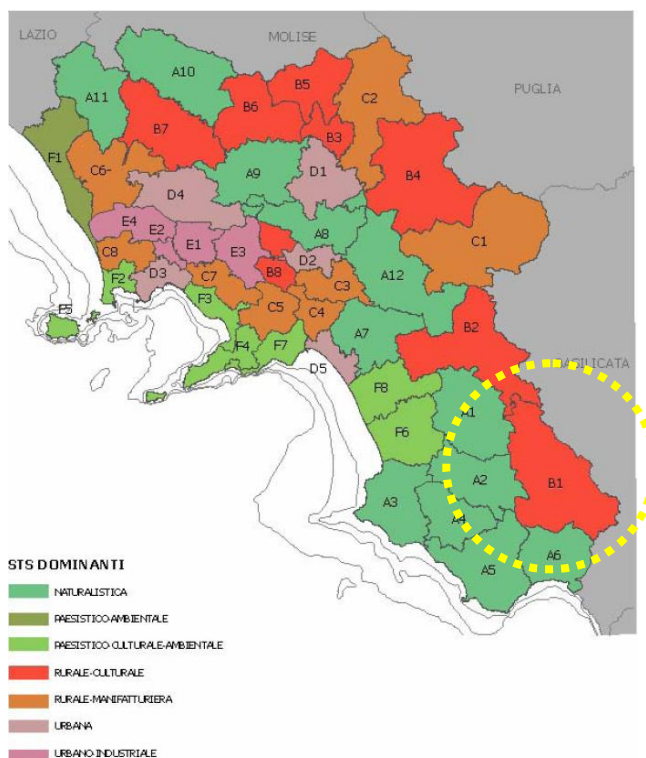 LAZIO
MOLISE
PUGLIA
BASILICATA
A11
A10
B6
B5
C2
B7
B3
F1
C6-
A9
D1
B4
D4
E4
E2
E1
E3
A8
C1
C8
D2
A12
F2
D3
C7
B8
C3
F5
F3
C5
C4
B2
F4
F7
A7
D5
F8
A1
F6
A2
B1
A3
A4
A5
A6
STS DOMINANTI
NATURALISTICA
PAESISTICO-AMBIENTALE
PAESISTICO-CULTURALE-AMBIENTALE
RURALE-CULTURALE
RURALE-MANIFATTURIERA
URBANA
URBANO-INDUSTRIALE